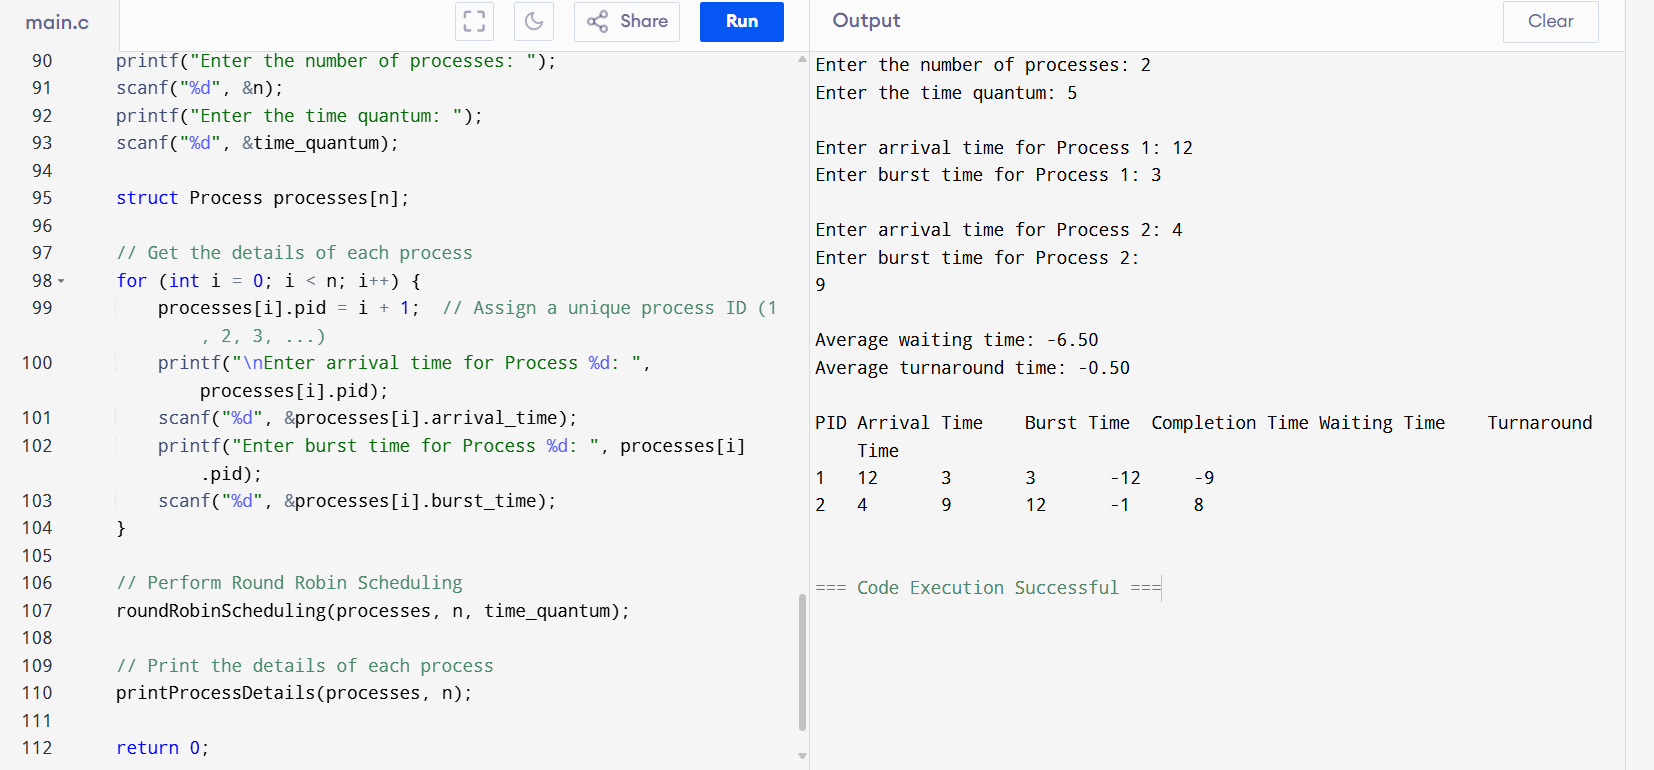 main.c
Share
Run
Output
Clear
90 printf("Enter the number of processes: ");
91 scanf("%d", &n);
92 printf("Enter the time quantum: ");
93 scanf("%d", &time_quantum);
94
95 struct Process processes[n];
96
97 // Get the details of each process
98 for (int i = 0; i < n; i++) {
99 processes[i].pid = i + 1;  // Assign a unique process ID (1
, 2, 3, ...)
100 printf("\nEnter arrival time for Process %d: ",
processes[i].pid);
101 scanf("%d", &processes[i].arrival_time);
102 printf("Enter burst time for Process %d: ", processes[i]
.pid);
103 scanf("%d", &processes[i].burst_time);
104 }
105
106 // Perform Round Robin Scheduling
107 roundRobinScheduling(processes, n, time_quantum);
108
109 // Print the details of each process
110 printProcessDetails(processes, n);
111
112 return 0;
Enter the number of processes: 2
Enter the time quantum: 5
Enter arrival time for Process 1: 12
Enter burst time for Process 1: 3
Enter arrival time for Process 2: 4
Enter burst time for Process 2:
9
Average waiting time: -6.50
Average turnaround time: -0.50
PID Arrival Time    Burst Time  Completion Time Waiting Time    Turnaround
Time
1   12      3       3       -12     -9
2   4       9       12      -1      8
=== Code Execution Successful ===